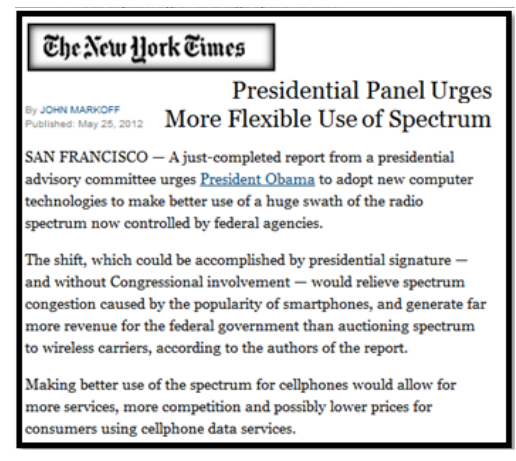 The New York Times
Presidential Panel Urges
More Flexible Use of Spectrum
By JOHN MARKOFF
Published: May 25, 2012
SAN FRANCISCO — A just-completed report from a presidential
advisory committee urges President Obama to adopt new computer
technologies to make better use of a huge swath of the radio
spectrum now controlled by federal agencies.
The shift, which could be accomplished by presidential signature —
and without Congressional involvement — would relieve spectrum
congestion caused by the popularity of smartphones, and generate far
more revenue for the federal government than auctioning spectrum
to wireless carriers, according to the authors of the report.
Making better use of the spectrum for cellphones would allow for
more services, more competition and possibly lower prices for
consumers using cellphone data services.